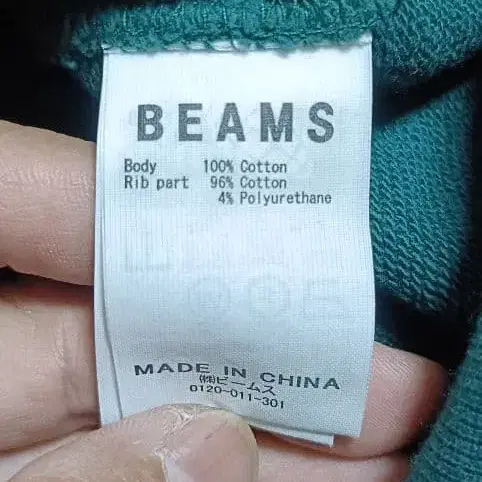 BEAMS
Body 100% Cotton
Rib part 96% Cotton
4% Polyurethane
MADE IN CHINA
㈱ビームス
0120-011-301